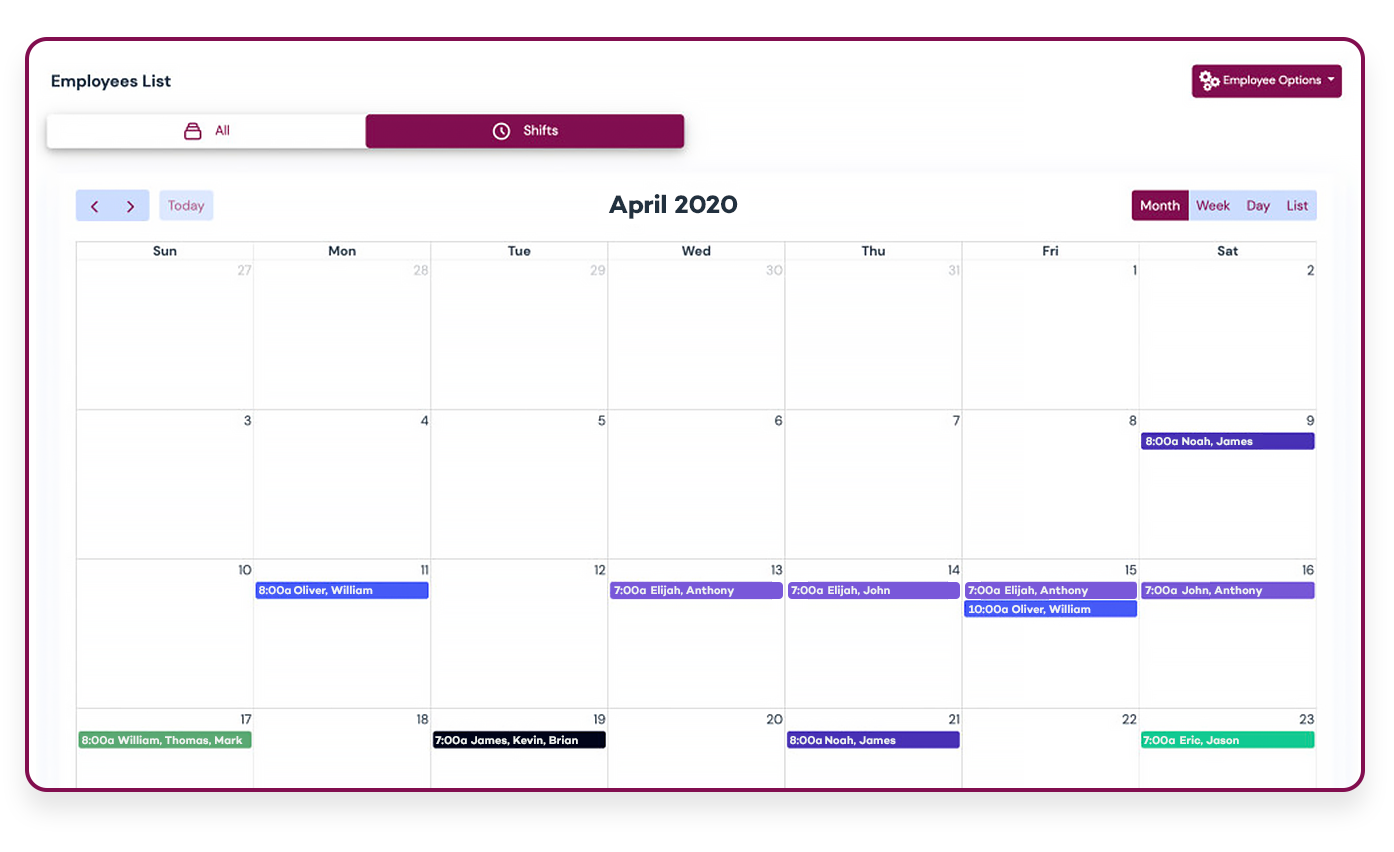 Employees List
Employee Options
All
Shifts
Today
April 2020
Month Week Day List
Sun Mon Tue Wed Thu Fri Sat
27 28 29 30 31 1 2
3 4 5 6 7 8 9
8:00a Noah, James
10 11 12 13 14 15 16
8:00a Oliver, William
7:00a Elijah, Anthony
7:00a Elijah, John
7:00a Elijah, Anthony
7:00a John, Anthony
10:00a Oliver, William
17 18 19 20 21 22 23
8:00a William, Thomas, Mark
7:00a James, Kevin, Brian
8:00a Noah, James
7:00a Eric, Jason